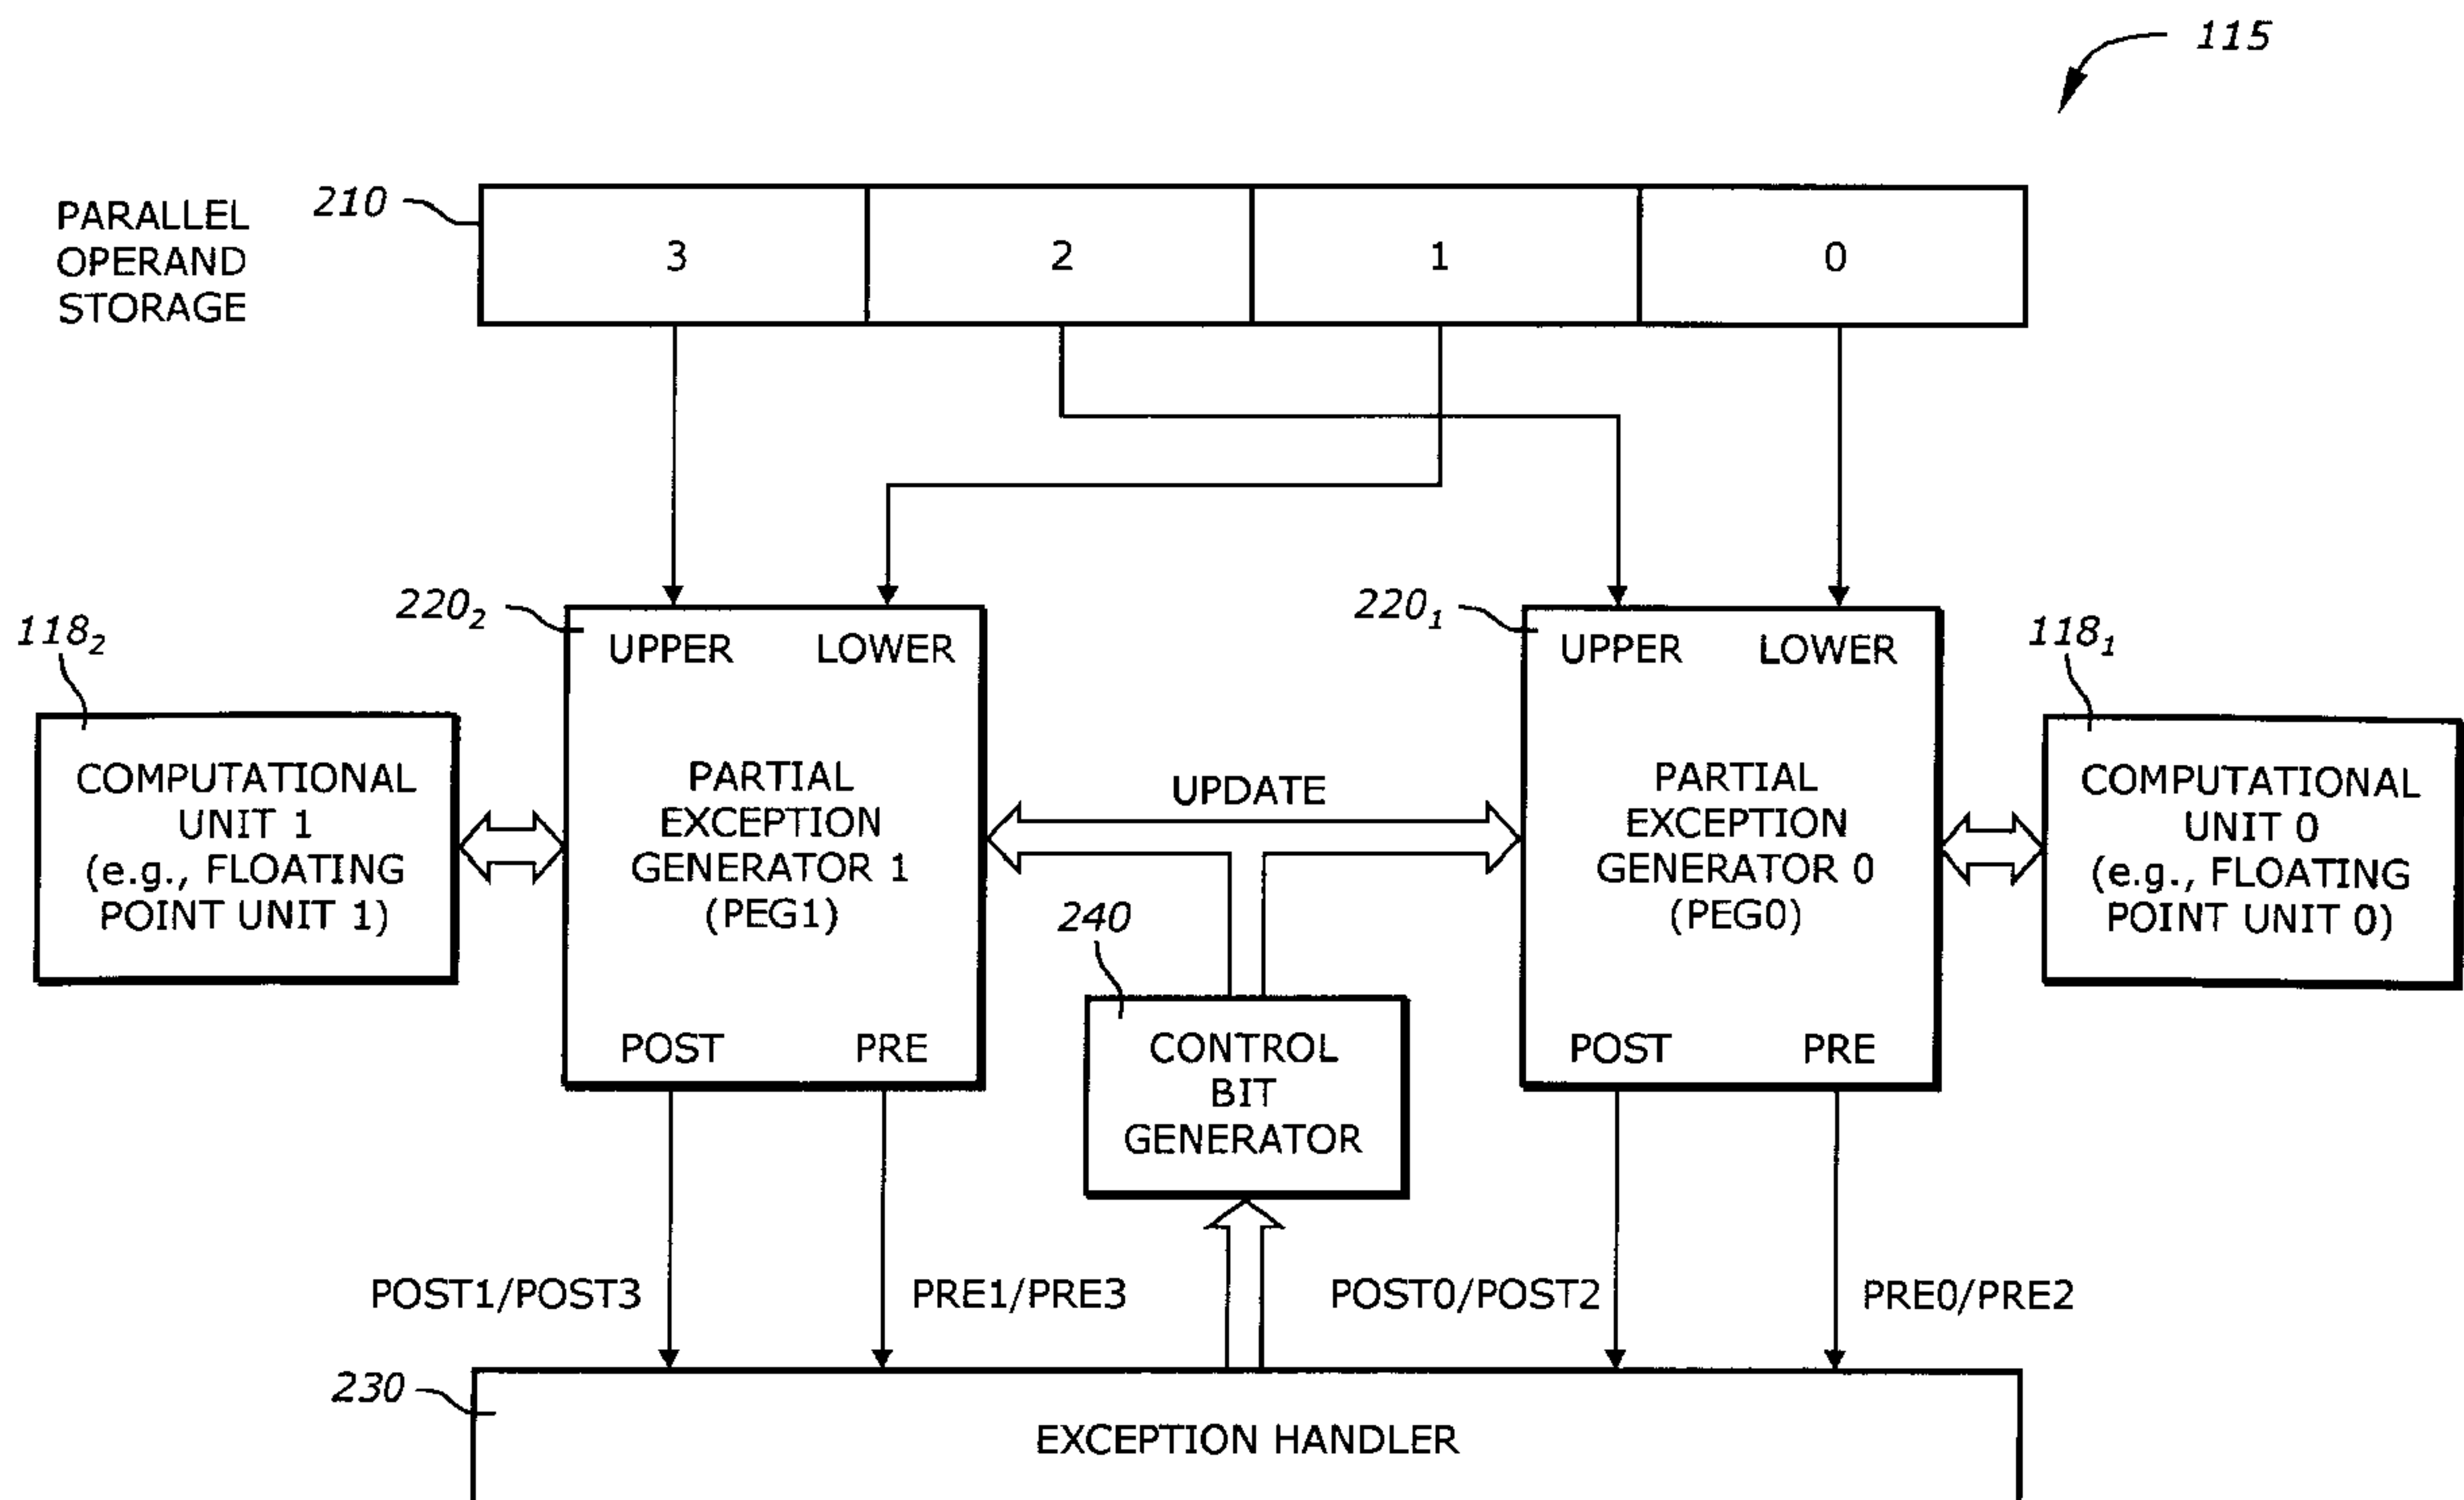 115
PARALLEL
OPERAND
STORAGE
210
3
2
1
0
220₂
220₁
118₂
118₁
UPPER
LOWER
UPPER
LOWER
COMPUTATIONAL
UNIT 1
(e.g., FLOATING
POINT UNIT 1)
PARTIAL
EXCEPTION
GENERATOR 1
(PEG1)
UPDATE
PARTIAL
EXCEPTION
GENERATOR 0
(PEG0)
COMPUTATIONAL
UNIT 0
(e.g., FLOATING
POINT UNIT 0)
240
CONTROL
BIT
GENERATOR
POST
PRE
POST
PRE
POST1/POST3
PRE1/PRE3
POST0/POST2
PRE0/PRE2
230
EXCEPTION HANDLER